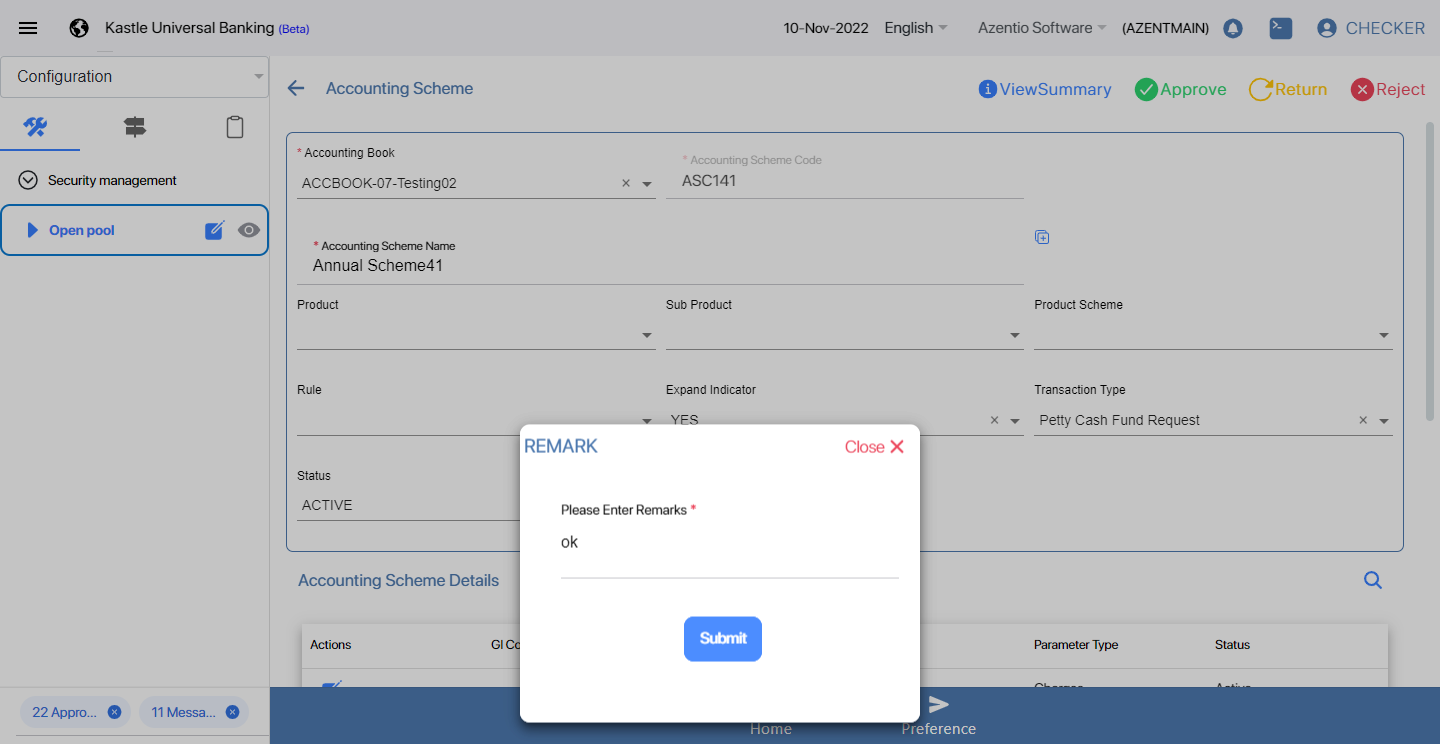 Kastle Universal Banking (Beta)
10-Nov-2022 English Azentio Software (AZENTMAIN) CHECKER
Configuration
Security management
Open pool
22 Appro... 11 Messa...
Accounting Scheme
ViewSummary Approve Return Reject
* Accounting Book
ACCBOOK-07-Testing02
* Accounting Scheme Code
ASC141
* Accounting Scheme Name
Annual Scheme41
Product Sub Product Product Scheme
Rule Expand Indicator Transaction Type
YES Petty Cash Fund Request
Status
ACTIVE
REMARK
Close
Please Enter Remarks *
ok
Submit
Accounting Scheme Details
Actions Gl Co Parameter Type Status
Charges Active
Home Preference